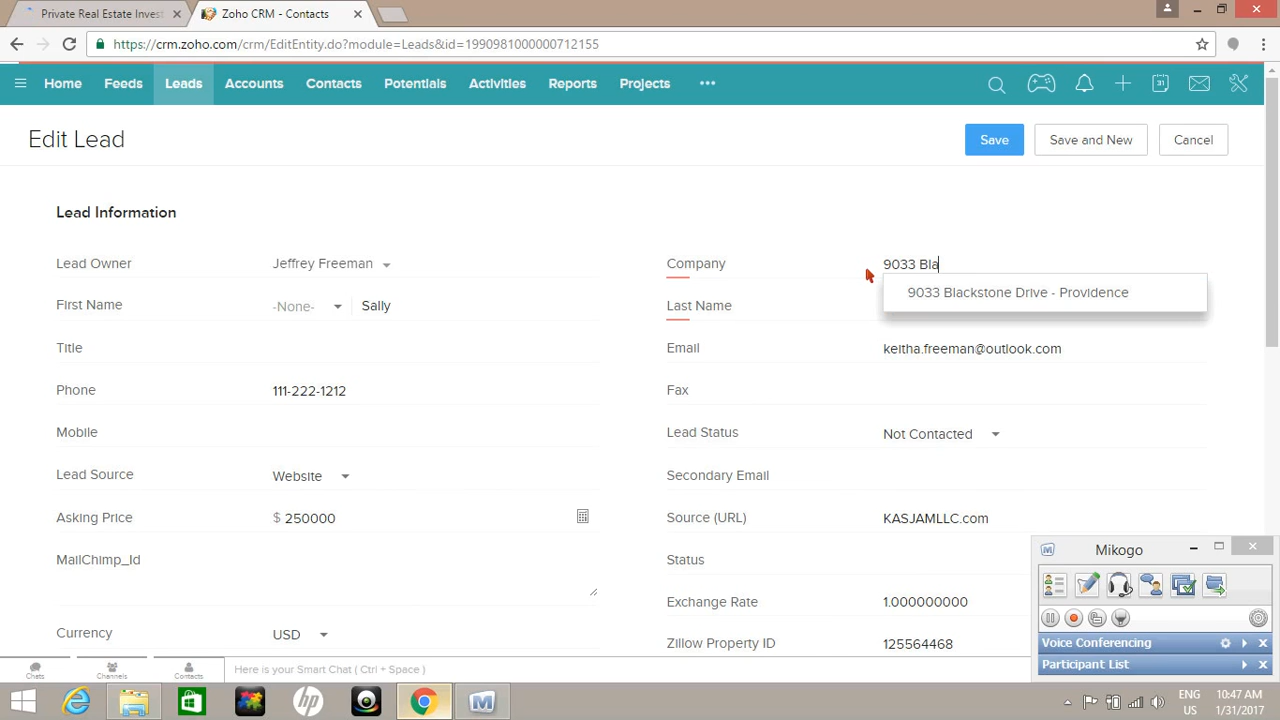 Private Real Estate Invest
Zoho CRM - Contacts
https://crm.zoho.com/crm/EditEntity.do?module=Leads&id=1990981000000712155
Home Feeds Leads Accounts Contacts Potentials Activities Reports Projects
31
Edit Lead
Save Save and New Cancel
Lead Information
Lead Owner Jeffrey Freeman Company 9033 Bla
9033 Blackstone Drive - Providence
First Name -None- Sally Last Name
Title Email keitha.freeman@outlook.com
Phone 111-222-1212 Fax
Mobile Lead Status Not Contacted
Lead Source Website Secondary Email
Asking Price $ 250000 Source (URL) KASJAMLLC.com
Mikogo
MailChimp_Id Status
Exchange Rate 1.000000000
Currency USD Zillow Property ID 125564468
Voice Conferencing
Participant List
Chats Channels Contacts Here is your Smart Chat ( Ctrl + Space )
ENG 10:47 AM
US 1/31/2017